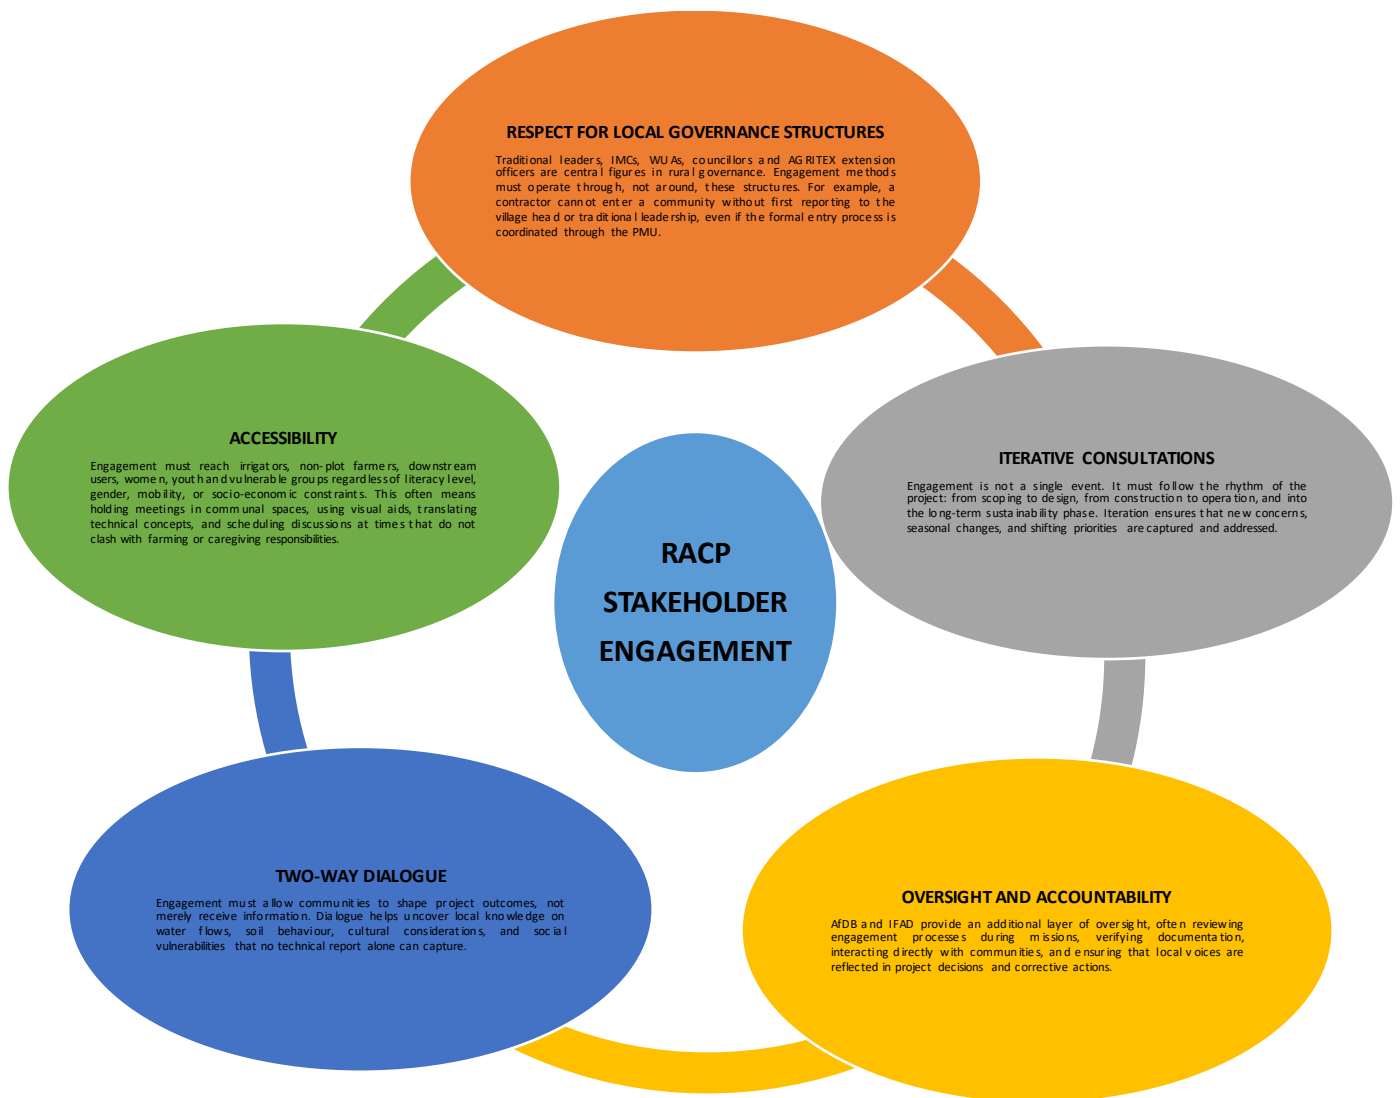 RESPECT FOR LOCAL GOVERNANCE STRUCTURES
Traditional leaders, IMCs, WUAs, councillors and AGRITEX extension
officers are central figures in rural governance. Engagement methods
must operate through, not around, these structures. For example, a
contractor cannot enter a community without first reporting to the
village head or traditional leadership, even if the formal entry process is
coordinated through the PMU.
ITERATIVE CONSULTATIONS
Engagement is not a single event. It must follow the rhythm of the
project: from scoping to design, from construction to operation, and into
the long-term sustainability phase. Iteration ensures that new concerns,
seasonal changes, and shifting priorities are captured and addressed.
OVERSIGHT AND ACCOUNTABILITY
AfDB and IFAD provide an additional layer of oversight, often reviewing
engagement processes during missions, verifying documentation,
interacting directly with communities, and ensuring that local voices are
reflected in project decisions and corrective actions.
TWO-WAY DIALOGUE
Engagement must allow communities to shape project outcomes, not
merely receive information. Dialogue helps uncover local knowledge on
water flows, soil behaviour, cultural considerations, and social
vulnerabilities that no technical report alone can capture.
ACCESSIBILITY
Engagement must reach irrigators, non-plot farmers, downstream
users, women, youth and vulnerable groups regardless of literacy level,
gender, mobility, or socio-economic constraints. This often means
holding meetings in communal spaces, using visual aids, translating
technical concepts, and scheduling discussions at times that do not
clash with farming or caregiving responsibilities.
RACP
STAKEHOLDER
ENGAGEMENT